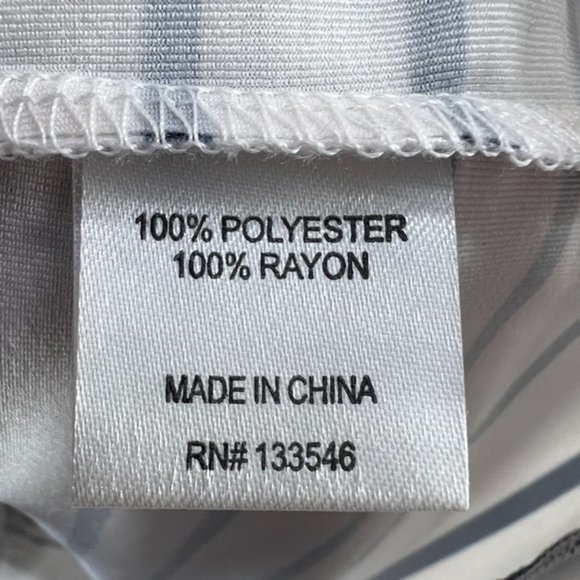 100% POLYESTER
100% RAYON
MADE IN CHINA
RN# 133546